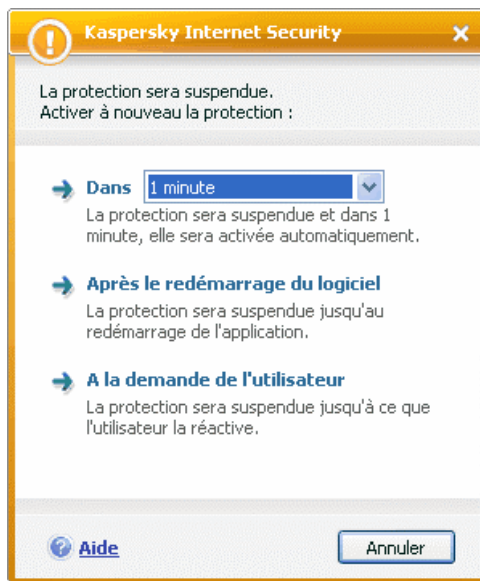 Kaspersky Internet Security
La protection sera suspendue.
Activer à nouveau la protection :
Dans 1 minute
La protection sera suspendue et dans 1
minute, elle sera activée automatiquement.
Après le redémarrage du logiciel
La protection sera suspendue jusqu'au
redémarrage de l'application.
A la demande de l'utilisateur
La protection sera suspendue jusqu'à ce que
l'utilisateur la réactive.
Aide
Annuler